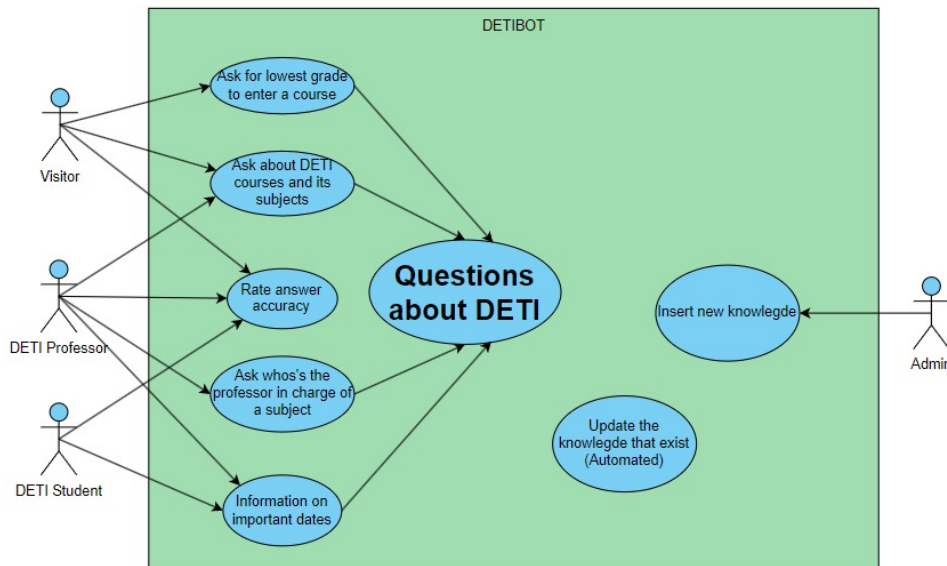 DETIBOT
Ask for lowest grade
to enter a course
Visitor
Ask about DETI
courses and its
subjects
Questions
about DETI
DETI Professor
Rate answer
accuracy
Insert new knowlegde
Admin
Ask whos's the
professor in charge of
a subject
Update the
knowlegde that exist
(Automated)
DETI Student
Information on
important dates